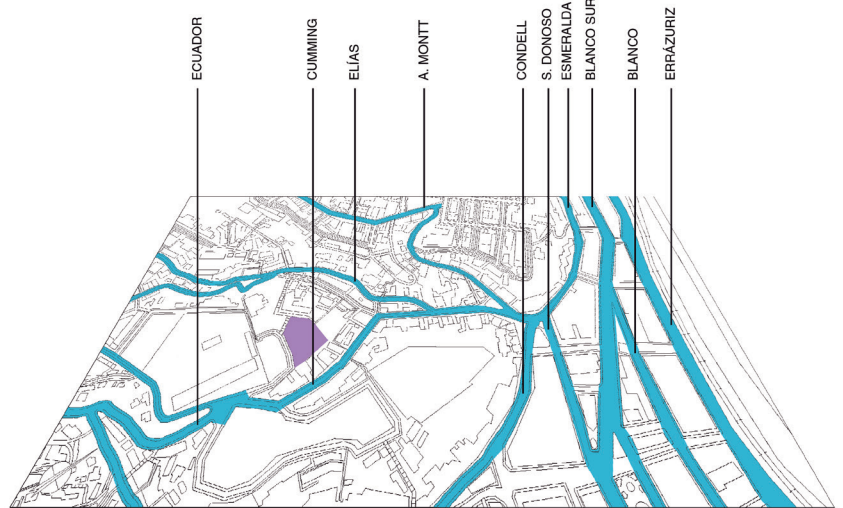 ECUADOR
CUMMING
ELÍAS
A. MONTT
CONDELL
S. DONOSO
ESMERALDA
BLANCO SUR
BLANCO
ERRÁZURIZ